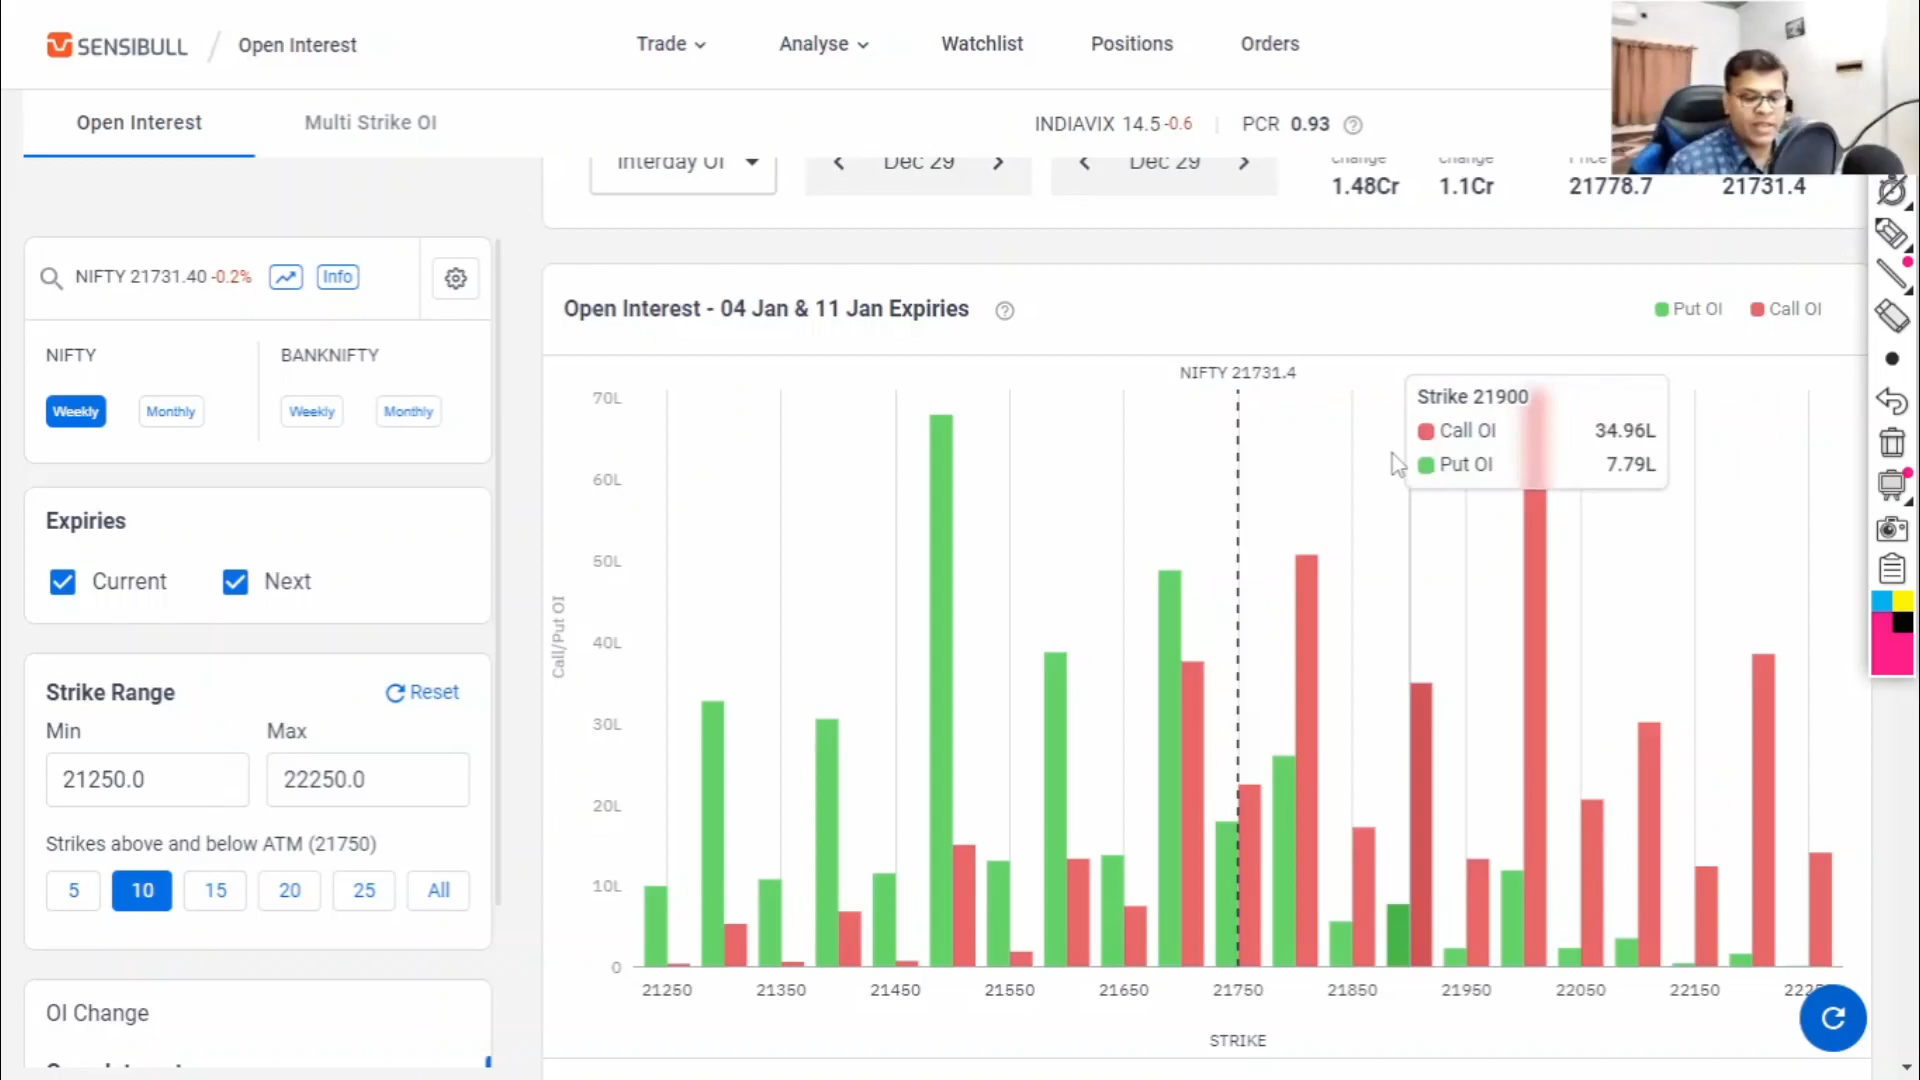 SENSIBULL / Open Interest
Trade
Analyse
Watchlist
Positions
Orders
Open Interest
Multi Strike OI
INDIAVIX 14.5 -0.6
PCR 0.93
Interday OI
Dec 29
Dec 29
change
1.48Cr
change
1.1Cr
Price
21778.7
21731.4
NIFTY 21731.40 -0.2%
Info
NIFTY
BANKNIFTY
Weekly
Monthly
Weekly
Monthly
Expiries
Current
Next
Strike Range
Reset
Min
Max
21250.0
22250.0
Strikes above and below ATM (21750)
5
10
15
20
25
All
OI Change
Open Interest - 04 Jan & 11 Jan Expiries
Put OI
Call OI
NIFTY 21731.4
Strike 21900
Call OI 34.96L
Put OI 7.79L
Call/Put OI
70L
60L
50L
40L
30L
20L
10L
0
21250
21350
21450
21550
21650
21750
21850
21950
22050
22150
STRIKE